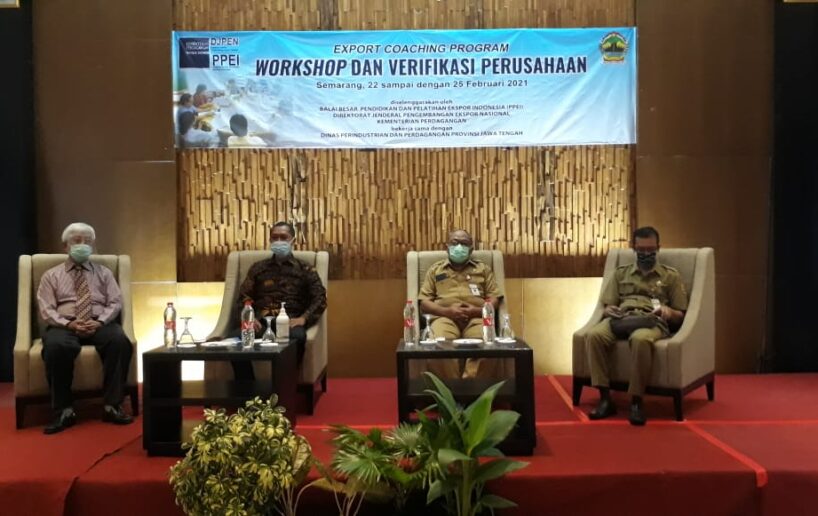 DJPEN
PPEI
EXPORT COACHING PROGRAM
WORKSHOP DAN VERIFIKASI PERUSAHAAN
Semarang, 22 sampai dengan 25 Februari 2021
diselenggarakan oleh
BALAI BESAR PENDIDIKAN DAN PELATIHAN EKSPOR INDONESIA (PPEI)
DIREKTORAT JENDERAL PENGEMBANGAN EKSPOR NASIONAL
KEMENTERIAN PERDAGANGAN
bekerja sama dengan
DINAS PERINDUSTRIAN DAN PERDAGANGAN PROVINSI JAWA TENGAH